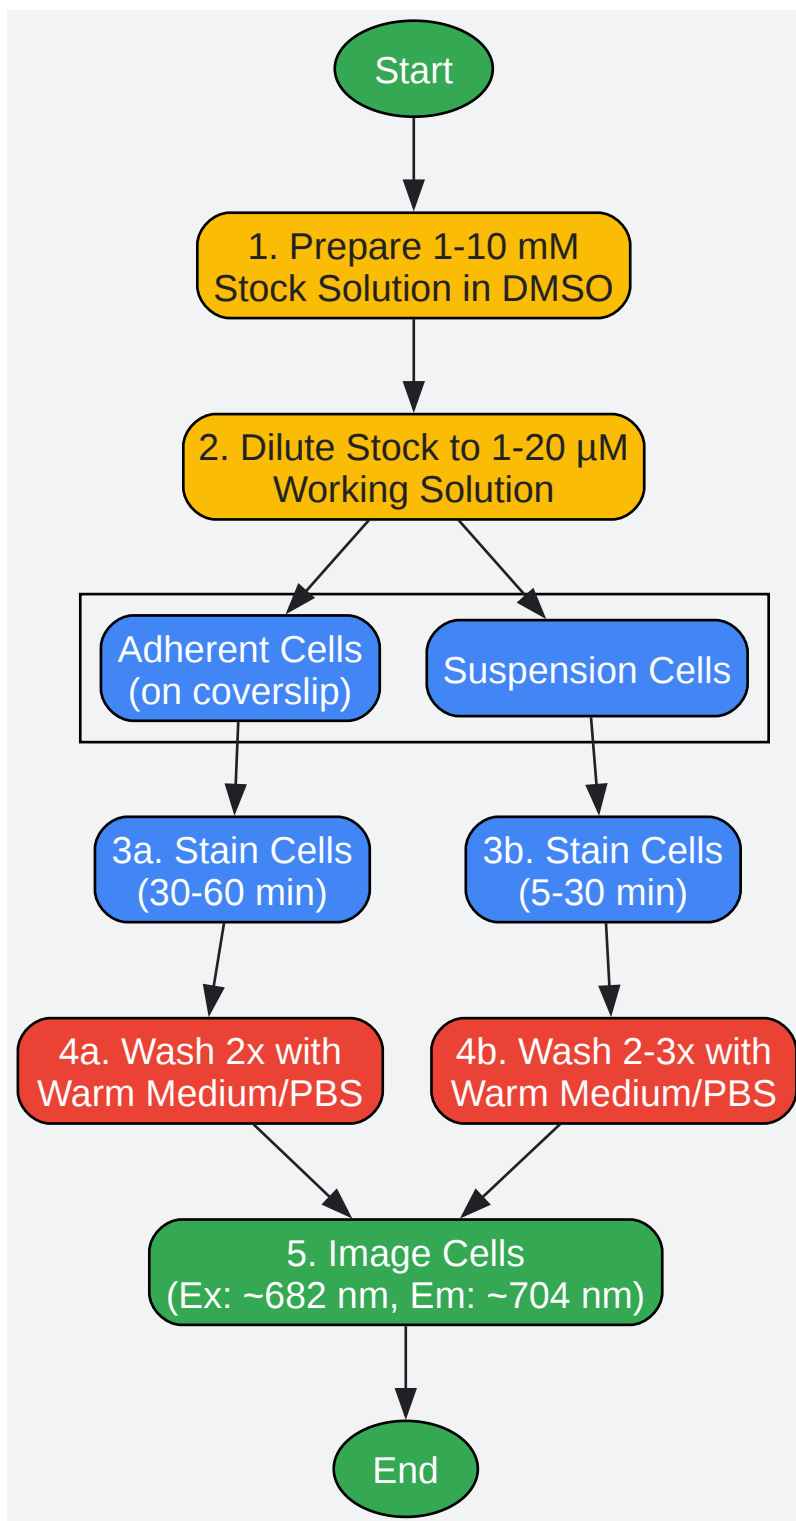 Start
1. Prepare 1-10 mM
Stock Solution in DMSO
2. Dilute Stock to 1-20 µM
Working Solution
Adherent Cells
(on coverslip)
Suspension Cells
3a. Stain Cells
(30-60 min)
3b. Stain Cells
(5-30 min)
4a. Wash 2x with
Warm Medium/PBS
4b. Wash 2-3x with
Warm Medium/PBS
5. Image Cells
(Ex: ~682 nm, Em: ~704 nm)
End